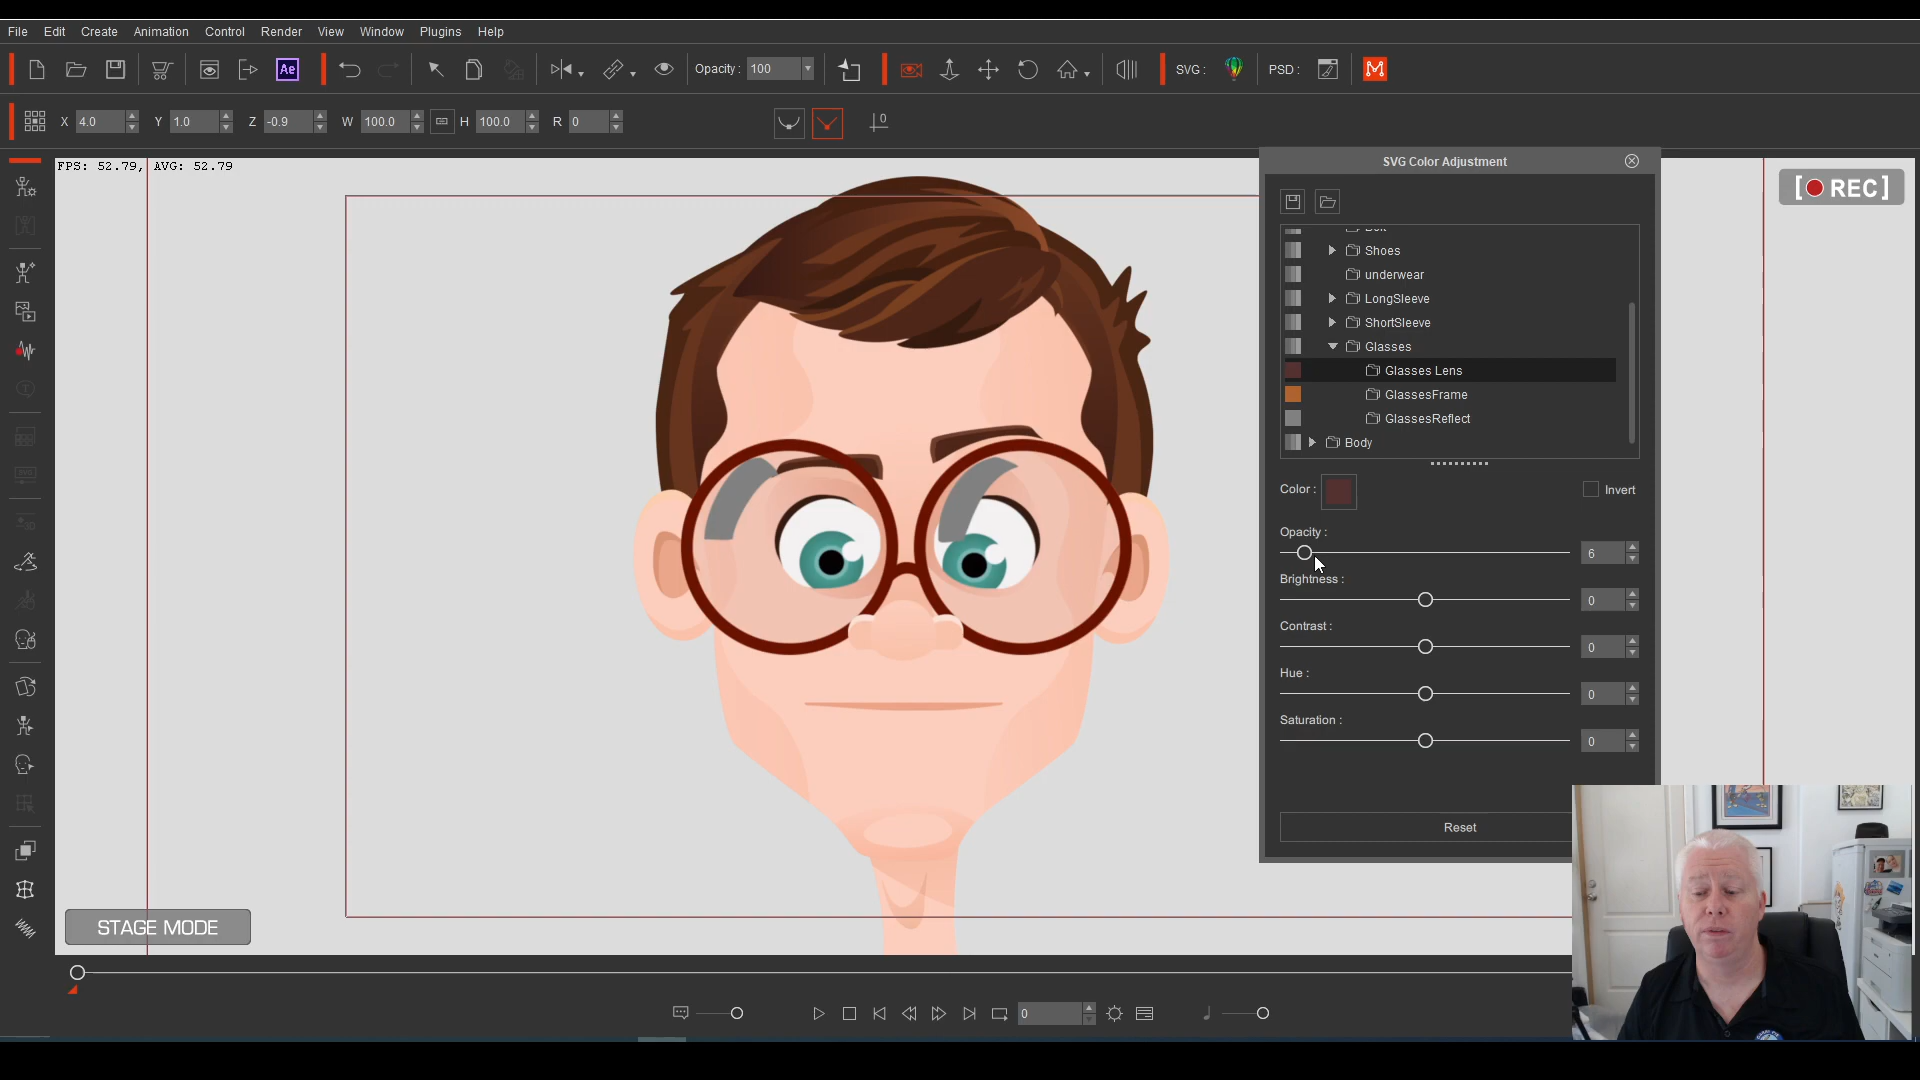 File Edit Create Animation Control Render View Window Plugins Help
Ae Opacity : 100 SVG : PSD :
X 4.0 Y 1.0 Z -0.9 W 100.0 H 100.0 R 0 0
FPS: 52.79, AVG: 52.79
SVG Color Adjustment
[ REC]
Shoes
underwear
LongSleeve
ShortSleeve
Glasses
Glasses Lens
GlassesFrame
GlassesReflect
Body
Color : Invert
Opacity :
6
Brightness :
0
Contrast :
0
Hue :
0
Saturation :
0
Reset
STAGE MODE
0